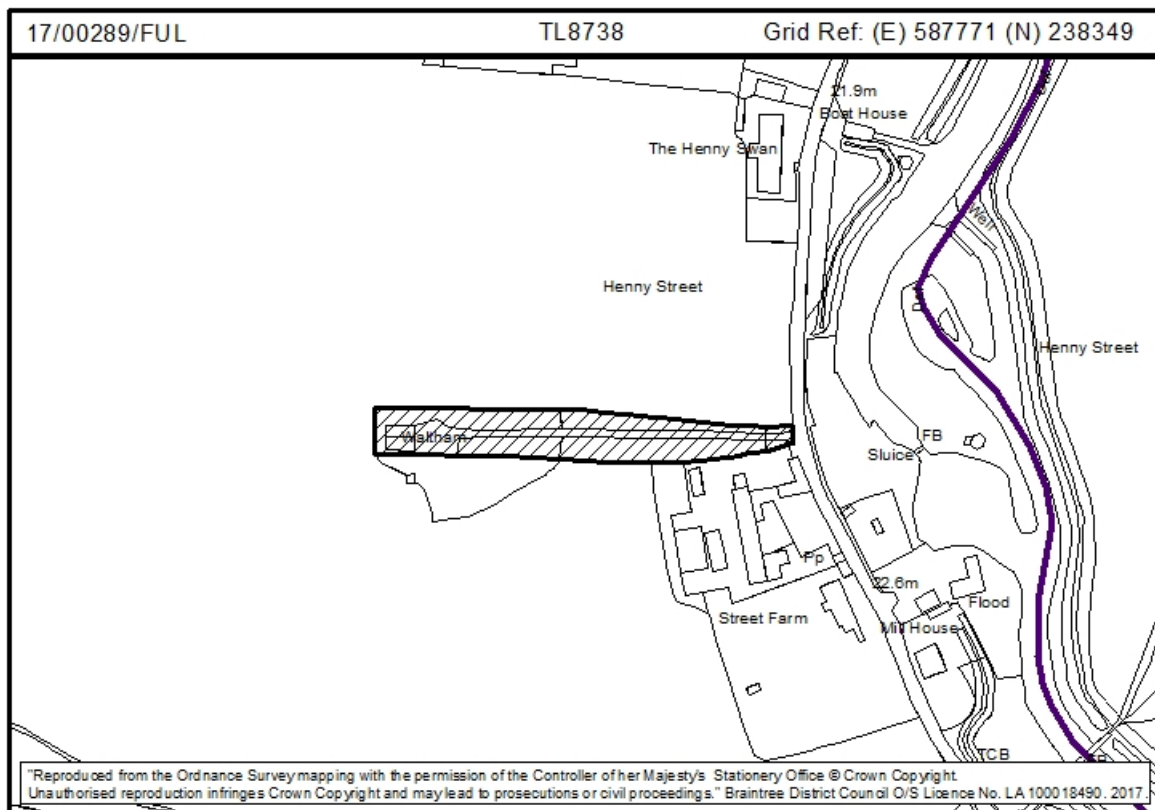 17/00289/FUL TL8738 Grid Ref: (E) 587771 (N) 238349
21.9m
Boat House
The Henny Swan
Weir
Henny Street
Henny Street
Waltham
FB
Sluice
Pp
22.6m
Flood
Street Farm
Mill House
TCB
FB
"Reproduced from the Ordnance Survey mapping with the permission of the Controller of her Majesty's Stationery Office © Crown Copyright.
Unauthorised reproduction infringes Crown Copyright and may lead to prosecutions or civil proceedings." Braintree District Council O/S Licence No. LA 100018490. 2017.